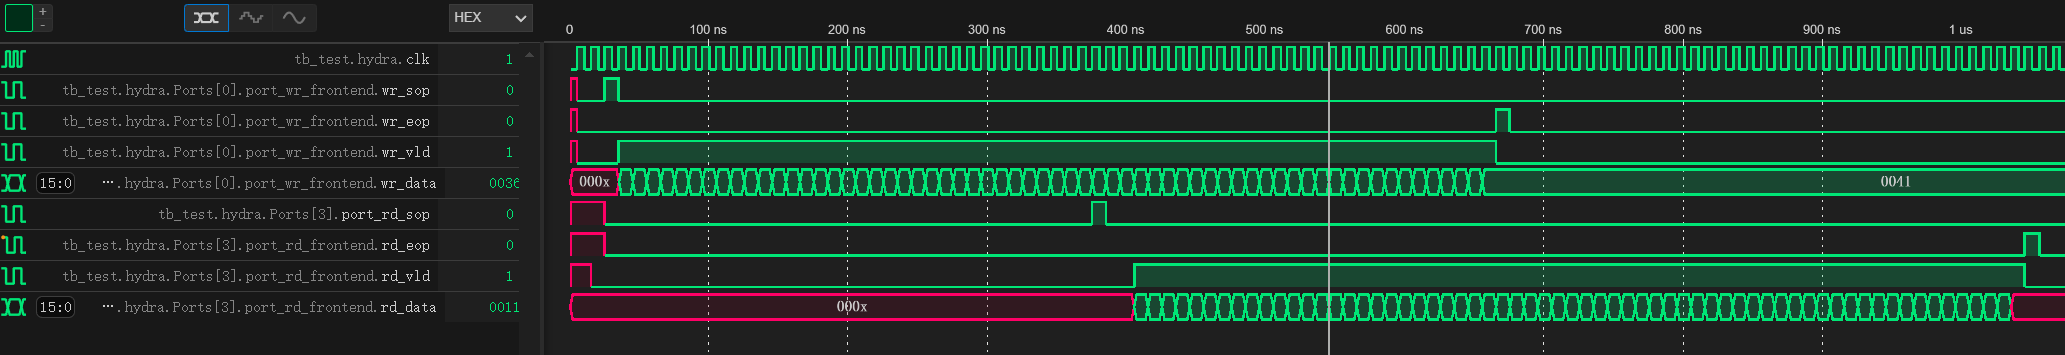 +
-
HEX
0 100 ns 200 ns 300 ns 400 ns 500 ns 600 ns 700 ns 800 ns 900 ns 1 us
tb_test.hydra.clk 1
tb_test.hydra.Ports[0].port_wr_frontend.wr_sop 0
tb_test.hydra.Ports[0].port_wr_frontend.wr_eop 0
tb_test.hydra.Ports[0].port_wr_frontend.wr_vld 1
15:0 ⋯.hydra.Ports[0].port_wr_frontend.wr_data 0036 000x 0041
tb_test.hydra.Ports[3].port_rd_sop 0
tb_test.hydra.Ports[3].port_rd_frontend.rd_eop 0
tb_test.hydra.Ports[3].port_rd_frontend.rd_vld 1
15:0 ⋯.hydra.Ports[3].port_rd_frontend.rd_data 0011 000x